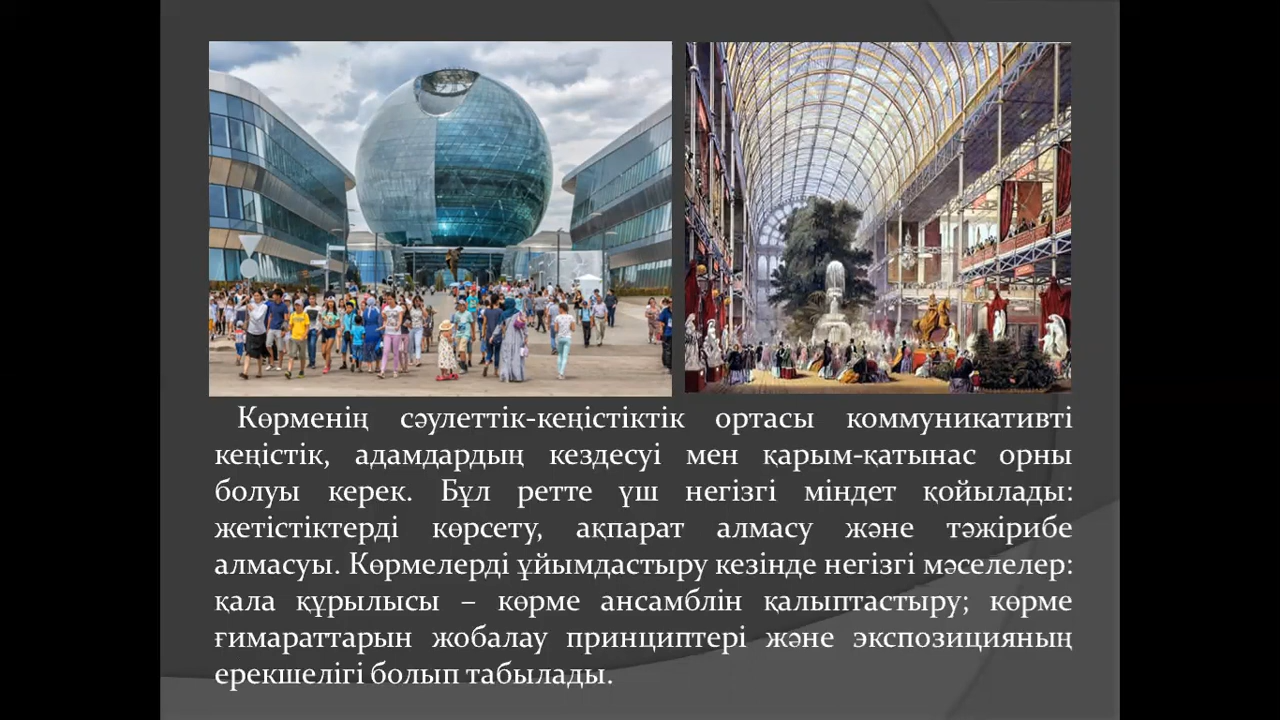 Көрменің сәулеттік-кеңістіктік ортасы коммуникативті
кеңістік, адамдардың кездесуі мен қарым-қатынас орны
болуы керек. Бұл ретте үш негізгі міндет қойылады:
жетістіктерді көрсету, ақпарат алмасу және тәжірибе
алмасуы. Көрмелерді ұйымдастыру кезінде негізгі мәселелер:
қала құрылысы – көрме ансамблін қалыптастыру; көрме
ғимараттарын жобалау принциптері және экспозицияның
ерекшелігі болып табылады.